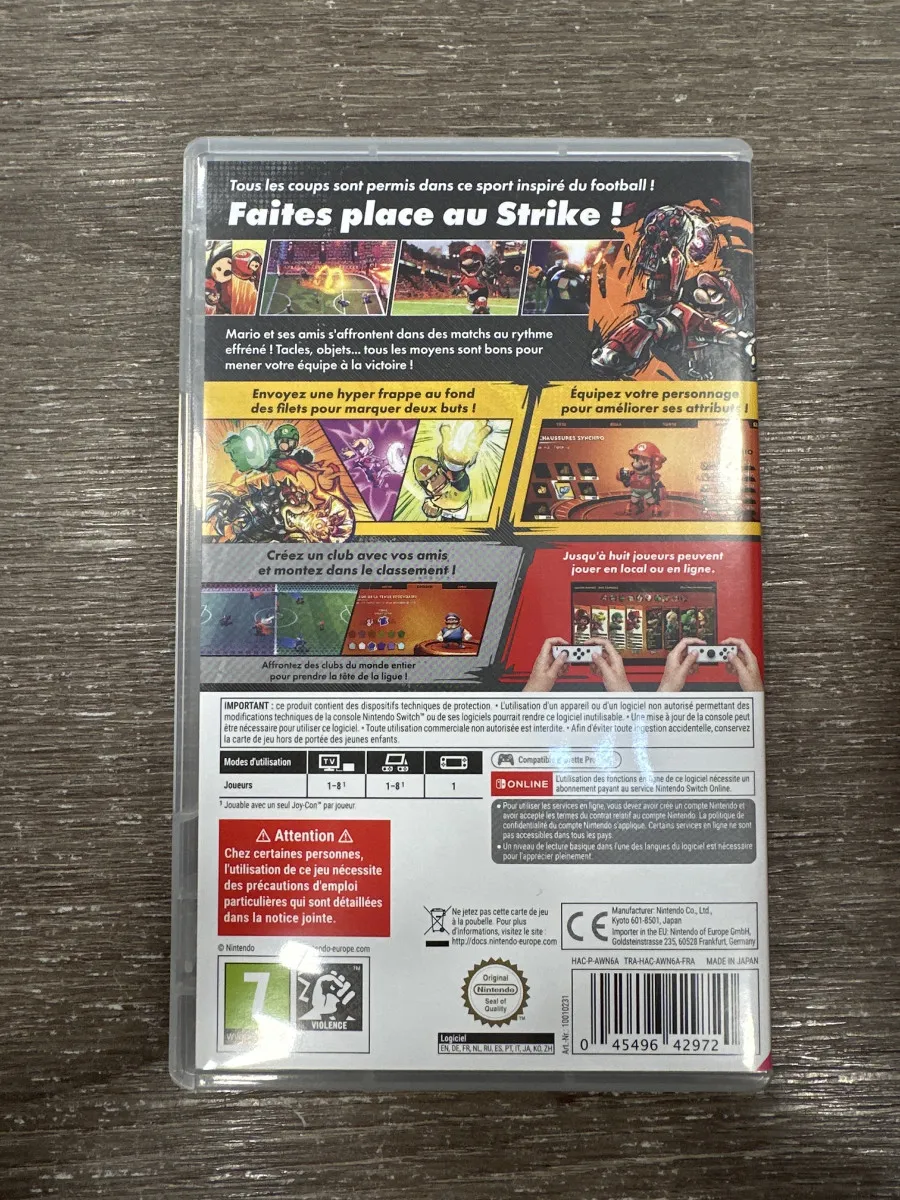 Tous les coups sont permis dans ce sport inspiré du football !
Faites place au Strike !
Mario et ses amis s'affrontent dans des matchs au rythme
effréné ! Tacles, objets... tous les moyens sont bons pour
mener votre équipe à la victoire !
Envoyez une hyper frappe au fond
des filets pour marquer deux buts !
Équipez votre personnage
pour améliorer ses attributs !
CHAUSSURES SYNCHRO
Créez un club avec vos amis
et montez dans le classement !
Affrontez des clubs du monde entier
pour prendre la tête de la ligue !
Jusqu'à huit joueurs peuvent
jouer en local ou en ligne.
IMPORTANT : ce produit contient des dispositifs techniques de protection. • L'utilisation d'un appareil ou d'un logiciel non autorisé permettant des
modifications techniques de la console Nintendo Switch™ ou de ses logiciels pourrait rendre ce logiciel inutilisable. • Une mise à jour de la console peut
être nécessaire pour utiliser ce logiciel. • Toute utilisation commerciale non autorisée est interdite. • Afin d'éviter toute ingestion accidentelle, conservez
la carte de jeu hors de portée des jeunes enfants.
Modes d'utilisation TV
Joueurs 1-8¹ 1-8¹ 1
¹ Jouable avec un seul Joy-Con™ par joueur.
ONLINE
L'utilisation des fonctions en ligne de ce logiciel nécessite un
abonnement payant au service Nintendo Switch Online.
• Pour utiliser les services en ligne, vous devez avoir créé un compte Nintendo et
avoir accepté les termes du contrat relatif au compte Nintendo. La politique de
confidentialité du compte Nintendo s'applique. Certains services en ligne ne sont
pas accessibles dans tous les pays.
• Un niveau de lecture basique dans l'une des langues du logiciel est nécessaire
pour l'apprécier pleinement.
⚠ Attention ⚠
Chez certaines personnes,
l'utilisation de ce jeu nécessite
des précautions d'emploi
particulières qui sont détaillées
dans la notice jointe.
Ne jetez pas cette carte de jeu
à la poubelle. Pour plus
d'informations, visitez le site :
http://docs.nintendo-europe.com
CE
Manufacturer: Nintendo Co., Ltd.,
Kyoto 601-8501, Japan
Importer in the EU: Nintendo of Europe GmbH,
Goldsteinstrasse 235, 60528 Frankfurt, Germany
© Nintendo
HAC-P-AWN6A TRA-HAC-AWN6A-FRA MADE IN JAPAN
7
VIOLENCE
TM
Original
Nintendo
Seal of
Quality
TM
Logiciel
EN, DE, FR, NL, RU, ES, PT, IT, JA, KO, ZH
Art.-Nr. 10010231
0 45496 42972